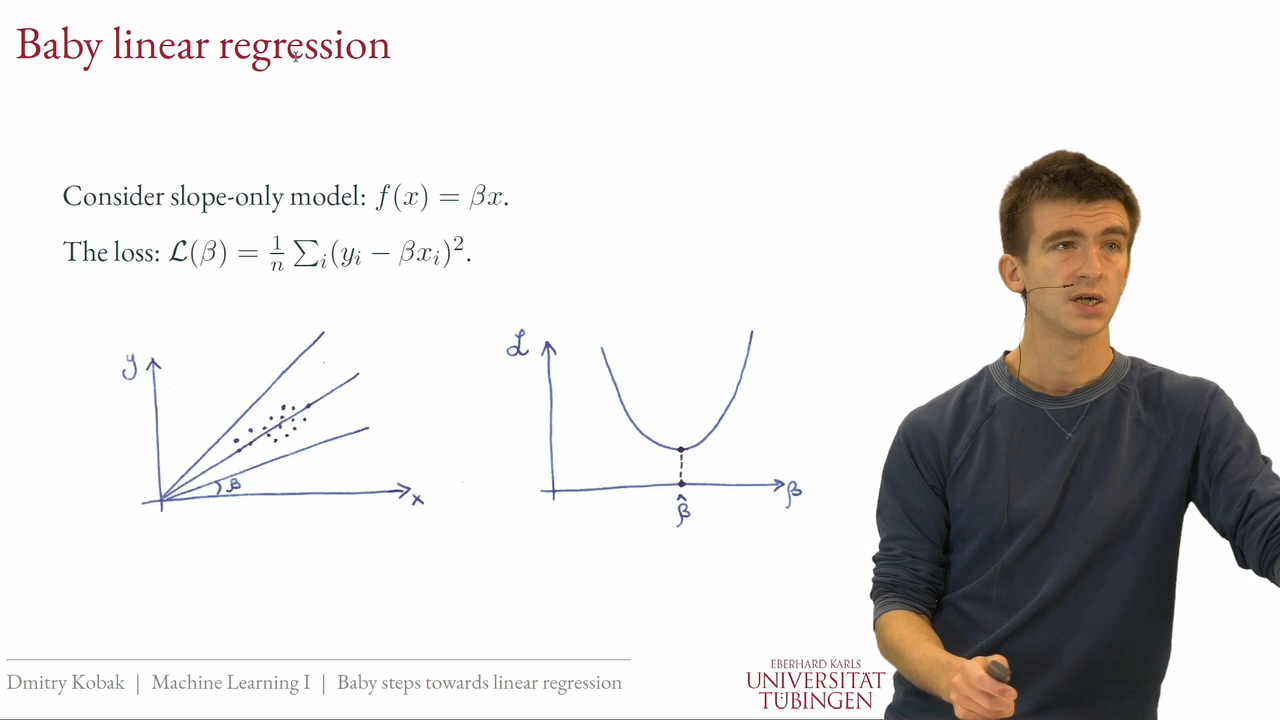 Baby linear regression
Consider slope-only model: f(x) = βx.
The loss: 𝓛(β) = 1/n ∑ᵢ(yᵢ − βxᵢ)².
y
β
x
𝓛
β̂
β
Dmitry Kobak | Machine Learning I | Baby steps towards linear regression
EBERHARD KARLS
UNIVERSITÄT
TÜBINGEN